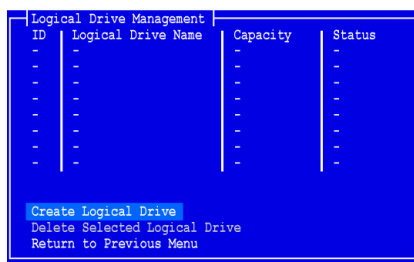 Logical Drive Management
ID Logical Drive Name Capacity Status
- - - -
- - - -
- - - -
- - - -
- - - -
- - - -
- - - -
- - - -
Create Logical Drive
Delete Selected Logical Drive
Return to Previous Menu